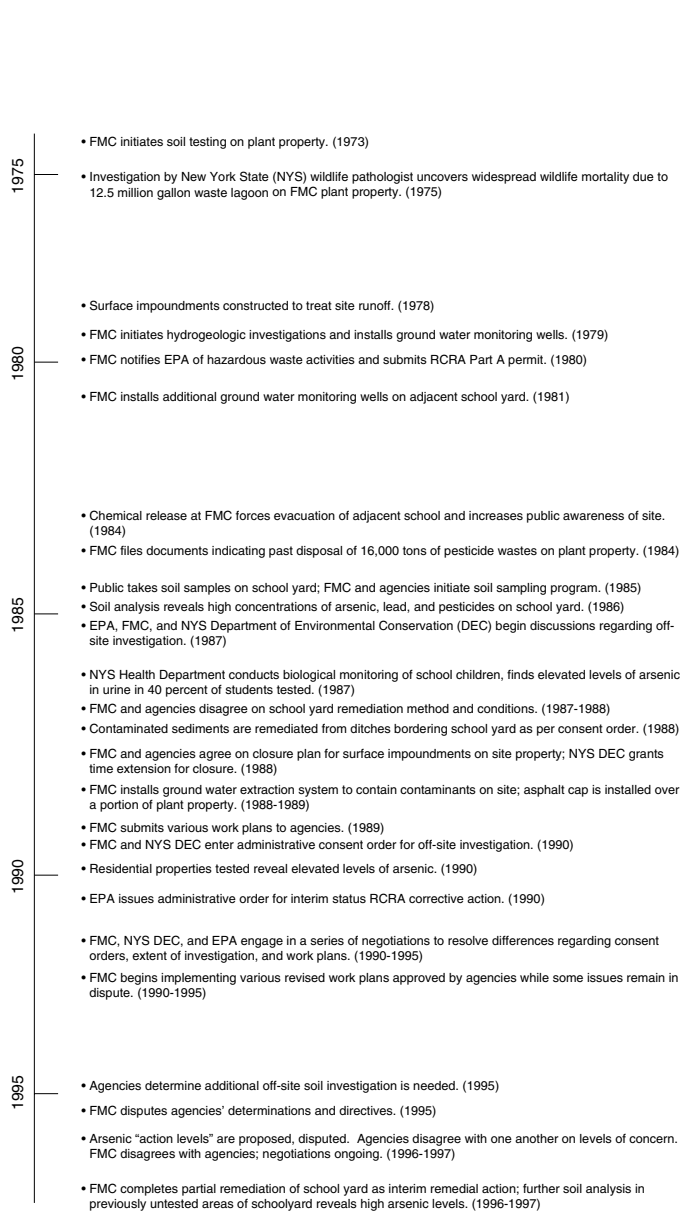 • FMC initiates soil testing on plant property. (1973)
1975
• Investigation by New York State (NYS) wildlife pathologist uncovers widespread wildlife mortality due to
12.5 million gallon waste lagoon on FMC plant property. (1975)
• Surface impoundments constructed to treat site runoff. (1978)
• FMC initiates hydrogeologic investigations and installs ground water monitoring wells. (1979)
1980
• FMC notifies EPA of hazardous waste activities and submits RCRA Part A permit. (1980)
• FMC installs additional ground water monitoring wells on adjacent school yard. (1981)
• Chemical release at FMC forces evacuation of adjacent school and increases public awareness of site.
(1984)
• FMC files documents indicating past disposal of 16,000 tons of pesticide wastes on plant property. (1984)
• Public takes soil samples on school yard; FMC and agencies initiate soil sampling program. (1985)
1985
• Soil analysis reveals high concentrations of arsenic, lead, and pesticides on school yard. (1986)
• EPA, FMC, and NYS Department of Environmental Conservation (DEC) begin discussions regarding off-
site investigation. (1987)
• NYS Health Department conducts biological monitoring of school children, finds elevated levels of arsenic
in urine in 40 percent of students tested. (1987)
• FMC and agencies disagree on school yard remediation method and conditions. (1987-1988)
• Contaminated sediments are remediated from ditches bordering school yard as per consent order. (1988)
• FMC and agencies agree on closure plan for surface impoundments on site property; NYS DEC grants
time extension for closure. (1988)
• FMC installs ground water extraction system to contain contaminants on site; asphalt cap is installed over
a portion of plant property. (1988-1989)
• FMC submits various work plans to agencies. (1989)
• FMC and NYS DEC enter administrative consent order for off-site investigation. (1990)
1990
• Residential properties tested reveal elevated levels of arsenic. (1990)
• EPA issues administrative order for interim status RCRA corrective action. (1990)
• FMC, NYS DEC, and EPA engage in a series of negotiations to resolve differences regarding consent
orders, extent of investigation, and work plans. (1990-1995)
• FMC begins implementing various revised work plans approved by agencies while some issues remain in
dispute. (1990-1995)
1995
• Agencies determine additional off-site soil investigation is needed. (1995)
• FMC disputes agencies’ determinations and directives. (1995)
• Arsenic “action levels” are proposed, disputed. Agencies disagree with one another on levels of concern.
FMC disagrees with agencies; negotiations ongoing. (1996-1997)
• FMC completes partial remediation of school yard as interim remedial action; further soil analysis in
previously untested areas of schoolyard reveals high arsenic levels. (1996-1997)